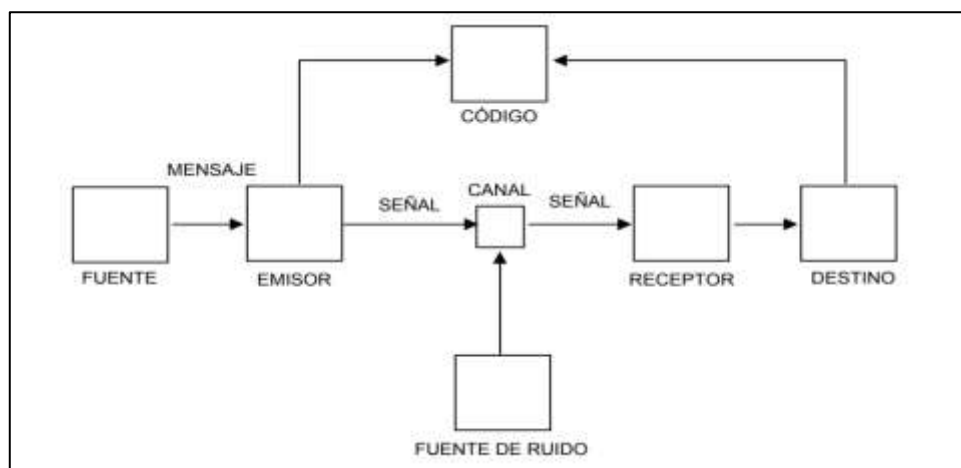 CÓDIGO
MENSAJE
SEÑAL
CANAL
SEÑAL
FUENTE
EMISOR
RECEPTOR
DESTINO
FUENTE DE RUIDO